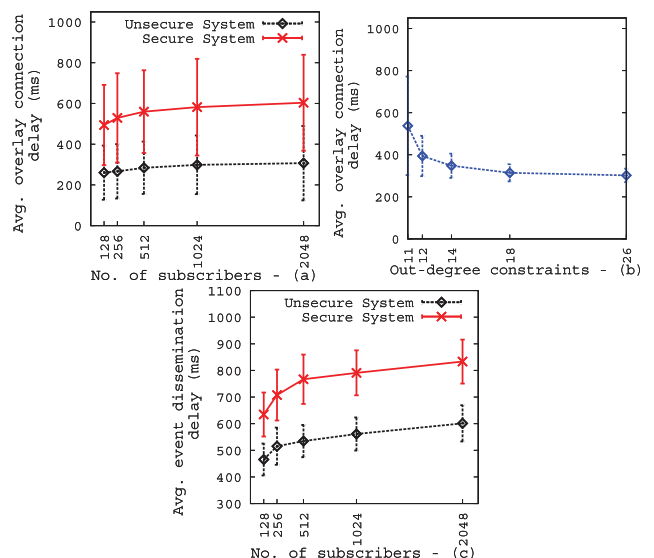 Avg. overlay connection
delay (ms)
1000
800
600
400
200
0
Unsecure System
Secure System
128
256
512
1024
2048
No. of subscribers - (a)
Avg. overlay connection
delay (ms)
1000
800
600
400
200
0
11
12
14
18
26
Out-degree constraints - (b)
Avg. event dissemination
delay (ms)
1100
1000
900
800
700
600
500
400
300
Unsecure System
Secure System
128
256
512
1024
2048
No. of subscribers - (c)